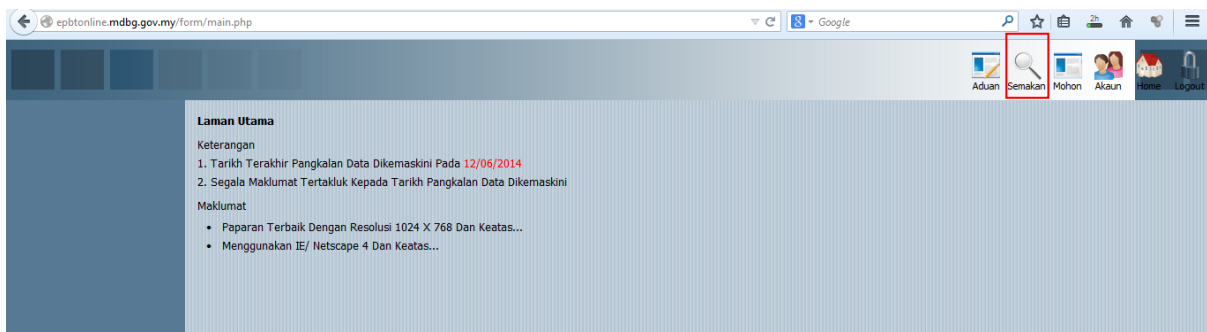 epbtonline.mdbg.gov.my/form/main.php
8 Google
2h
Aduan Semakan Mohon Akaun Home Logout
Laman Utama
Keterangan
1. Tarikh Terakhir Pangkalan Data Dikemaskini Pada 12/06/2014
2. Segala Maklumat Tertakluk Kepada Tarikh Pangkalan Data Dikemaskini
Maklumat
• Paparan Terbaik Dengan Resolusi 1024 X 768 Dan Keatas...
• Menggunakan IE/ Netscape 4 Dan Keatas...